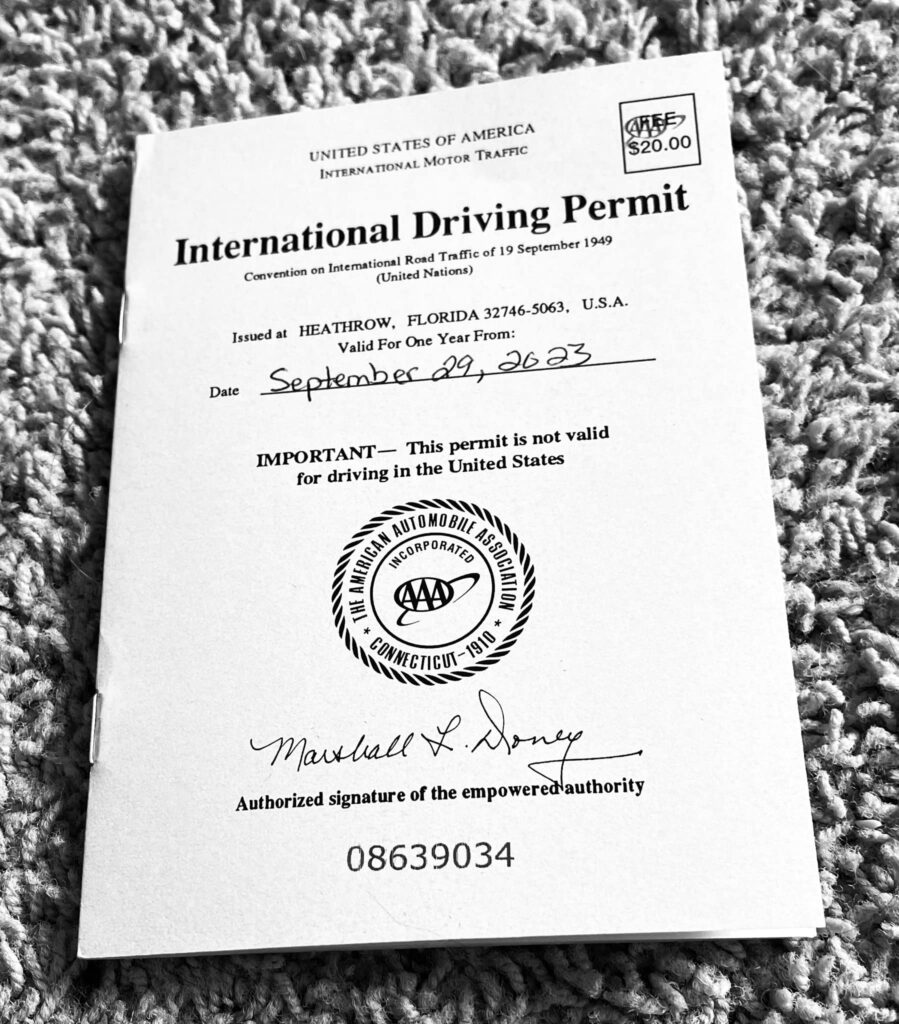 UNITED STATES OF AMERICA
INTERNATIONAL MOTOR TRAFFIC
AAA
FEE
$20.00
International Driving Permit
Convention on International Road Traffic of 19 September 1949
(United Nations)
Issued at HEATHROW, FLORIDA 32746-5063, U.S.A.
Valid For One Year From:
Date September 29, 2023
IMPORTANT— This permit is not valid
for driving in the United States
THE AMERICAN AUTOMOBILE ASSOCIATION
INCORPORATED
AAA
* CONNECTICUT-1910 *
Marshall L. Doney
Authorized signature of the empowered authority
08639034